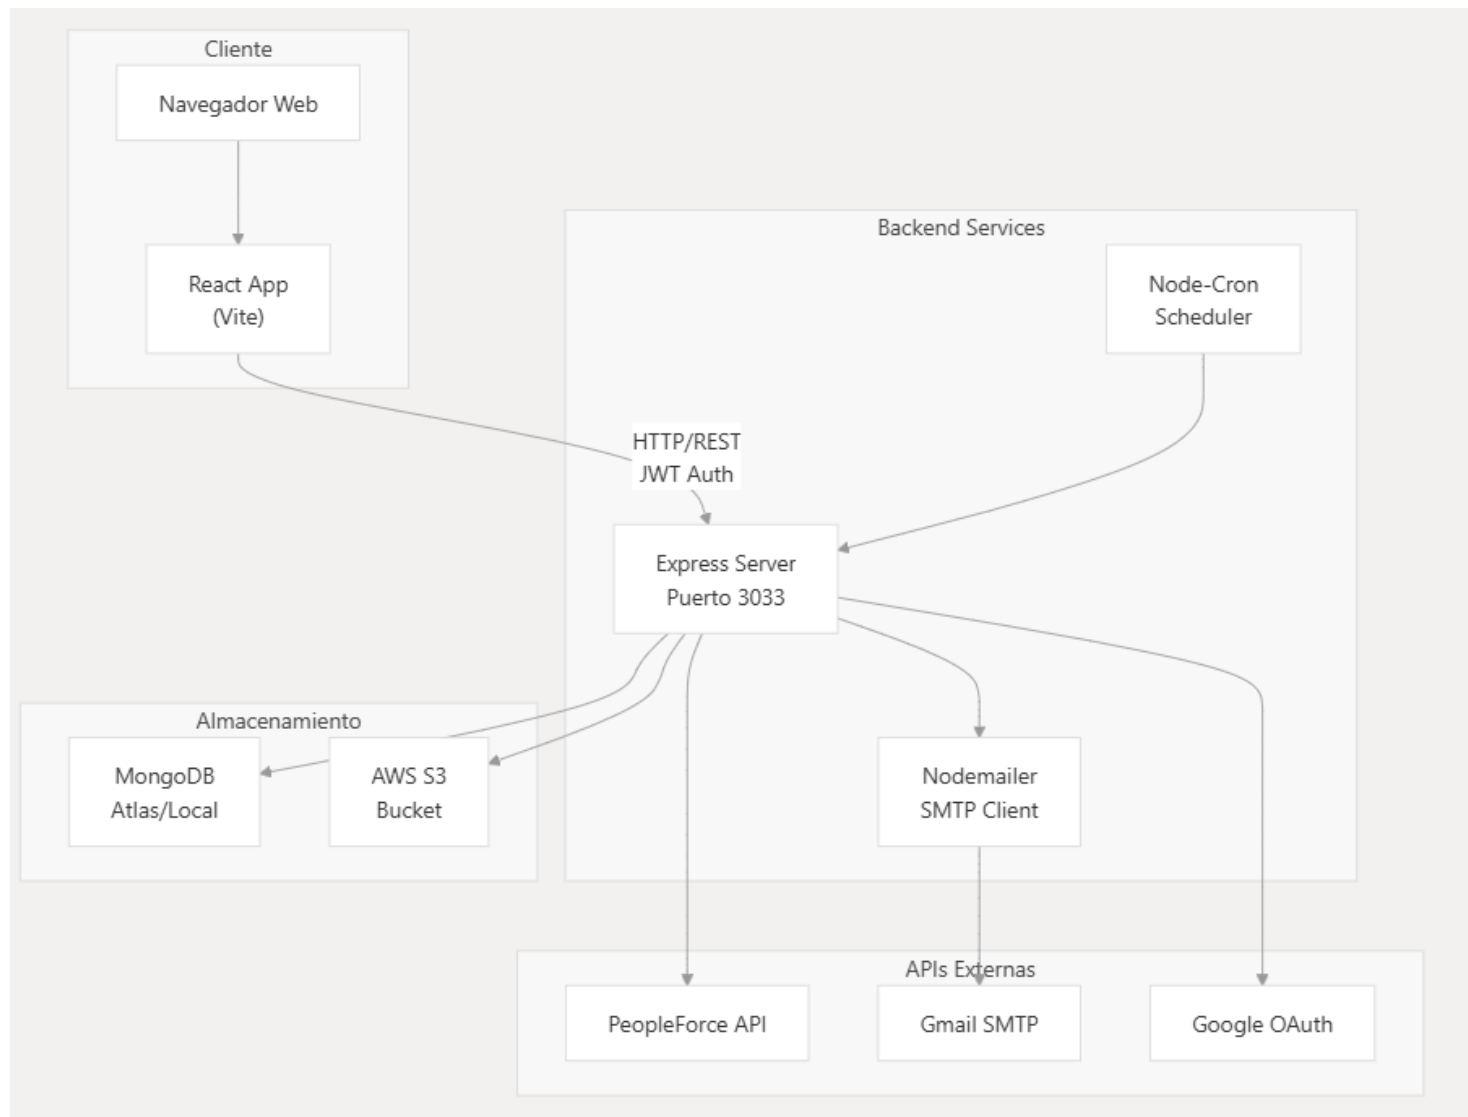 Cliente
Navegador Web
React App
(Vite)
Backend Services
Node-Cron
Scheduler
HTTP/REST
JWT Auth
Express Server
Puerto 3033
Almacenamiento
MongoDB
Atlas/Local
AWS S3
Bucket
Nodemailer
SMTP Client
APIs Externas
PeopleForce API
Gmail SMTP
Google OAuth